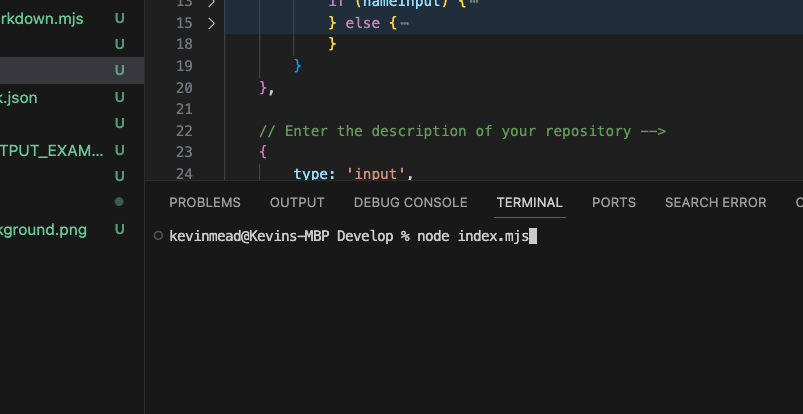 rkdown.mjs U
U
U
k.json U
U
TPUT_EXAM... U
U
kground.png U
13 > if (nameInput) {…
15 > } else {…
18 }
19 }
20 },
21
22 // Enter the description of your repository -->
23 {
24 type: 'input',
PROBLEMS OUTPUT DEBUG CONSOLE TERMINAL PORTS SEARCH ERROR C
kevinmead@Kevins-MBP Develop % node index.mjs